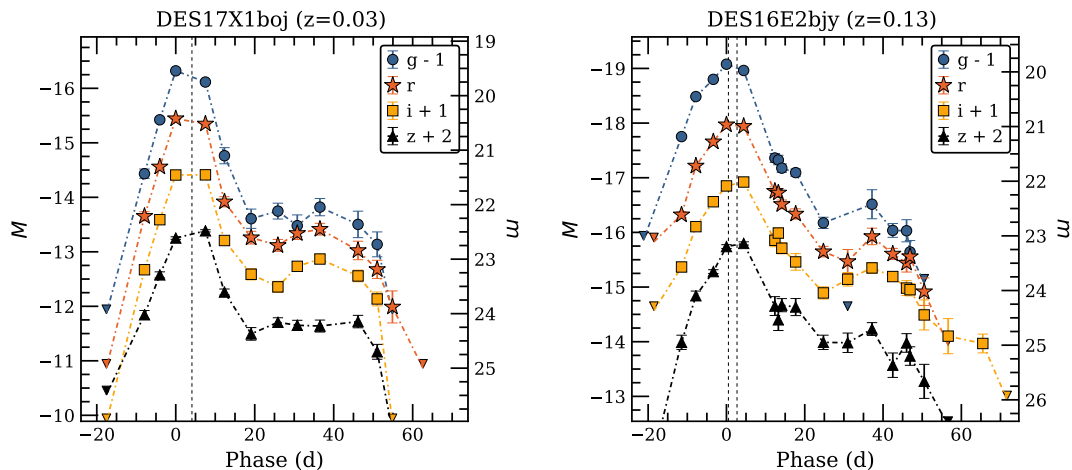 DES17X1boj (z=0.03)
M
−16
−15
−14
−13
−12
−11
−10
g - 1
r
i + 1
z + 2
19
20
21
22
23
24
25
m
−20 0 20 40 60
Phase (d)
DES16E2bjy (z=0.13)
M
−19
−18
−17
−16
−15
−14
−13
g - 1
r
i + 1
z + 2
20
21
22
23
24
25
26
m
−20 0 20 40 60
Phase (d)